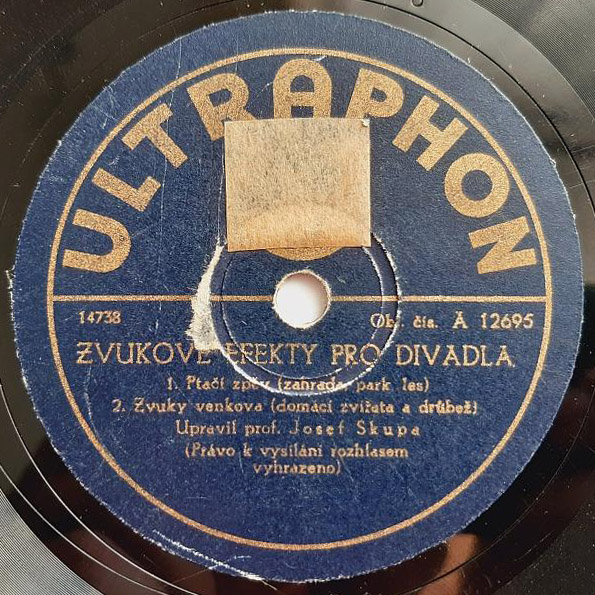 ULTRAPHON
14738 Obj. čís. A 12695
ZVUKOVÉ EFEKTY PRO DIVADLA
1. Ptačí zpěv (zahrada, park, les)
2. Zvuky venkova (domácí zvířata a drůbež)
Upravil prof. Josef Skupa
(Právo k vysílání rozhlasem
vyhrazeno)